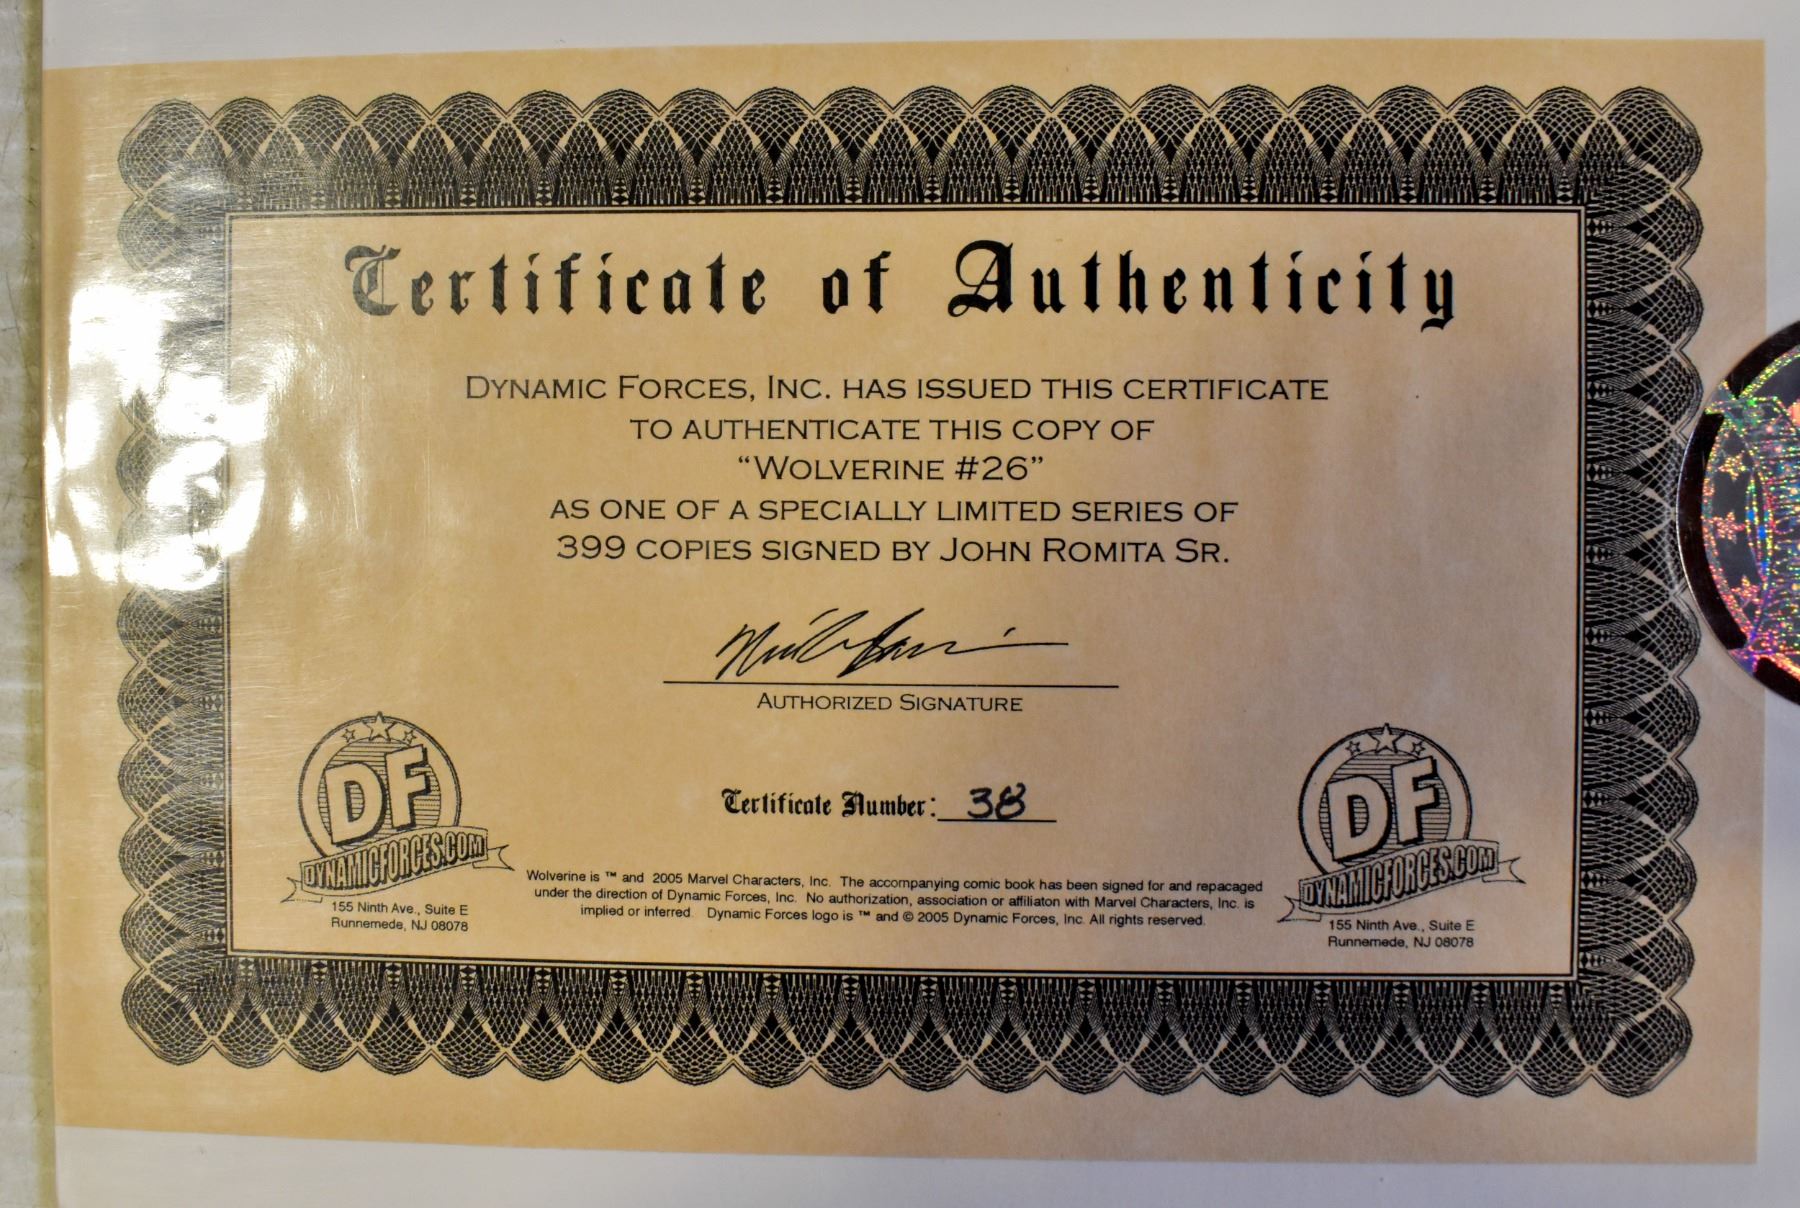 Certificate of Authenticity
DYNAMIC FORCES, INC. HAS ISSUED THIS CERTIFICATE
TO AUTHENTICATE THIS COPY OF
“WOLVERINE #26”
AS ONE OF A SPECIALLY LIMITED SERIES OF
399 COPIES SIGNED BY JOHN ROMITA SR.
AUTHORIZED SIGNATURE
Certificate Number: 38
DF
DYNAMICFORCES.COM
155 Ninth Ave., Suite E
Runnemede, NJ 08078
Wolverine is ™ and 2005 Marvel Characters, Inc. The accompanying comic book has been signed for and repacaged
under the direction of Dynamic Forces, Inc. No authorization, association or affiliaton with Marvel Characters, Inc. is
implied or inferred Dynamic Forces logo is ™ and © 2005 Dynamic Forces, Inc. All rights reserved.
DF
DYNAMICFORCES.COM
155 Ninth Ave., Suite E
Runnemede, NJ 08078